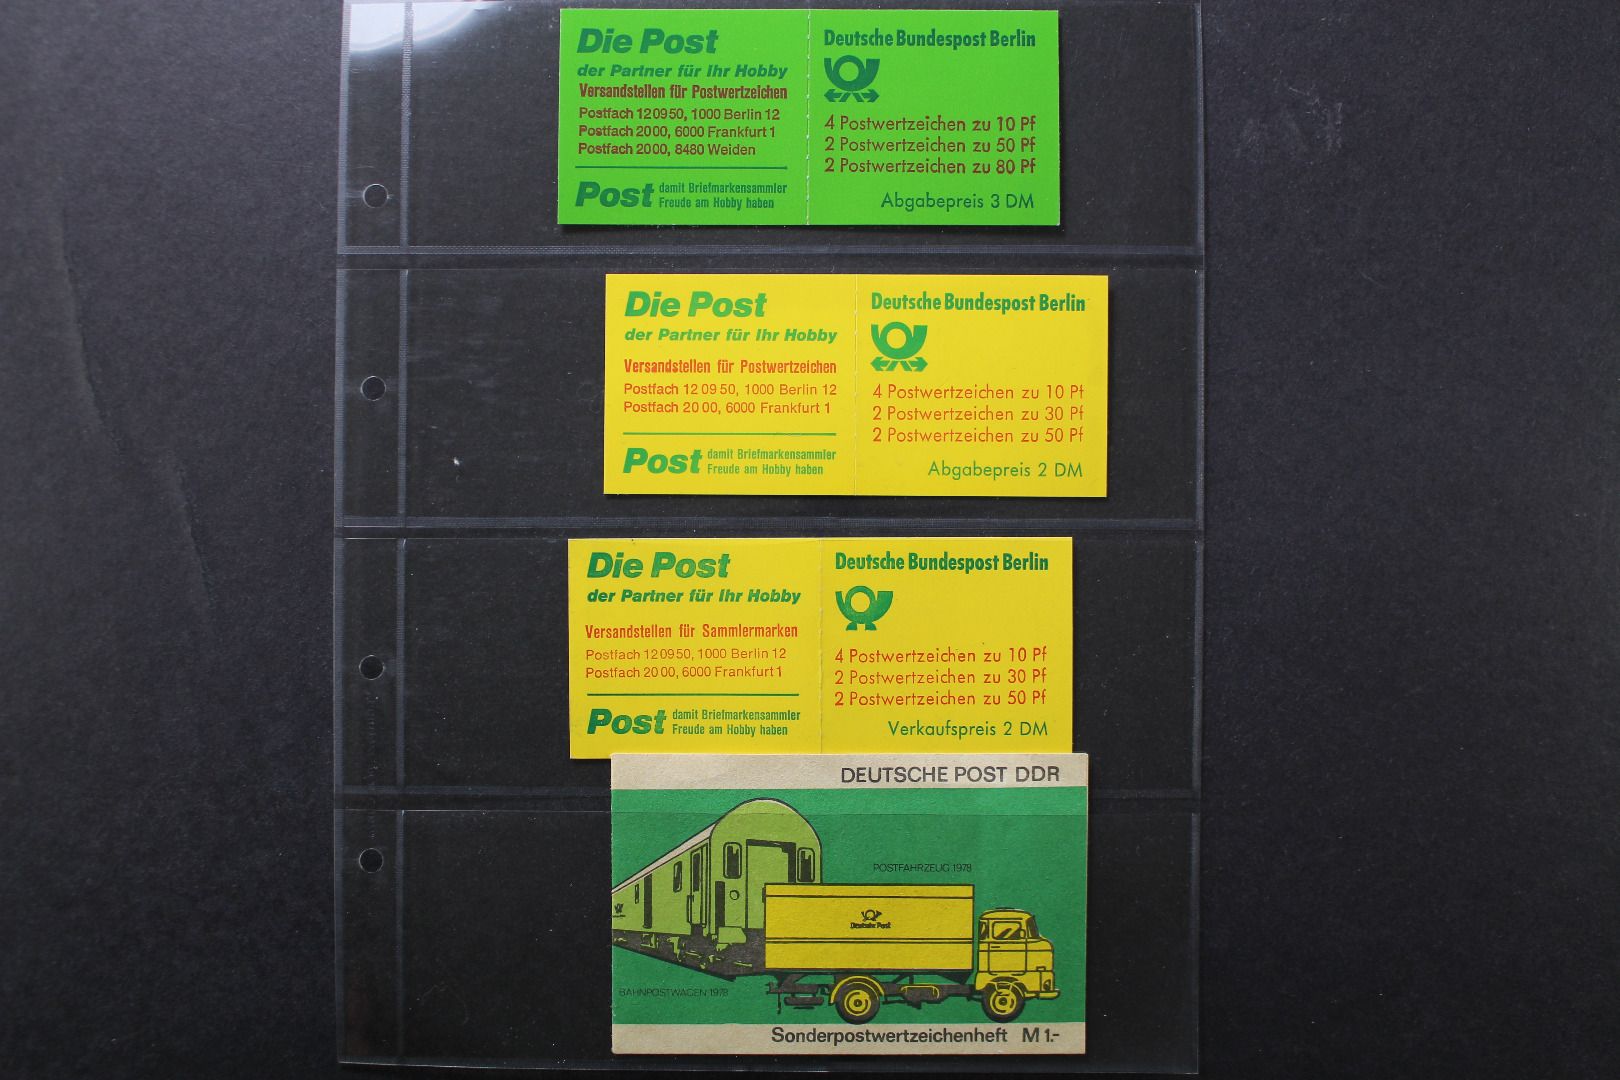 Die Post
der Partner für Ihr Hobby
Versandstellen für Postwertzeichen
Postfach 120950, 1000 Berlin 12
Postfach 2000, 6000 Frankfurt 1
Postfach 2000, 8480 Weiden
Post damit Briefmarkensammler
Freude am Hobby haben
Deutsche Bundespost Berlin
4 Postwertzeichen zu 10 Pf
2 Postwertzeichen zu 50 Pf
2 Postwertzeichen zu 80 Pf
Abgabepreis 3 DM
Die Post
der Partner für Ihr Hobby
Versandstellen für Postwertzeichen
Postfach 12 09 50, 1000 Berlin 12
Postfach 20 00, 6000 Frankfurt 1
Post damit Briefmarkensammler
Freude am Hobby haben
Deutsche Bundespost Berlin
4 Postwertzeichen zu 10 Pf
2 Postwertzeichen zu 30 Pf
2 Postwertzeichen zu 50 Pf
Abgabepreis 2 DM
Die Post
der Partner für Ihr Hobby
Versandstellen für Sammlermarken
Postfach 120950, 1000 Berlin 12
Postfach 20 00, 6000 Frankfurt 1
Post damit Briefmarkensammler
Freude am Hobby haben
Deutsche Bundespost Berlin
4 Postwertzeichen zu 10 Pf
2 Postwertzeichen zu 30 Pf
2 Postwertzeichen zu 50 Pf
Verkaufspreis 2 DM
DEUTSCHE POST DDR
POSTFAHRZEUG 1978
Deutsche Post
BAHNPOSTWAGEN 1978
Sonderpostwertzeichenheft M 1.-